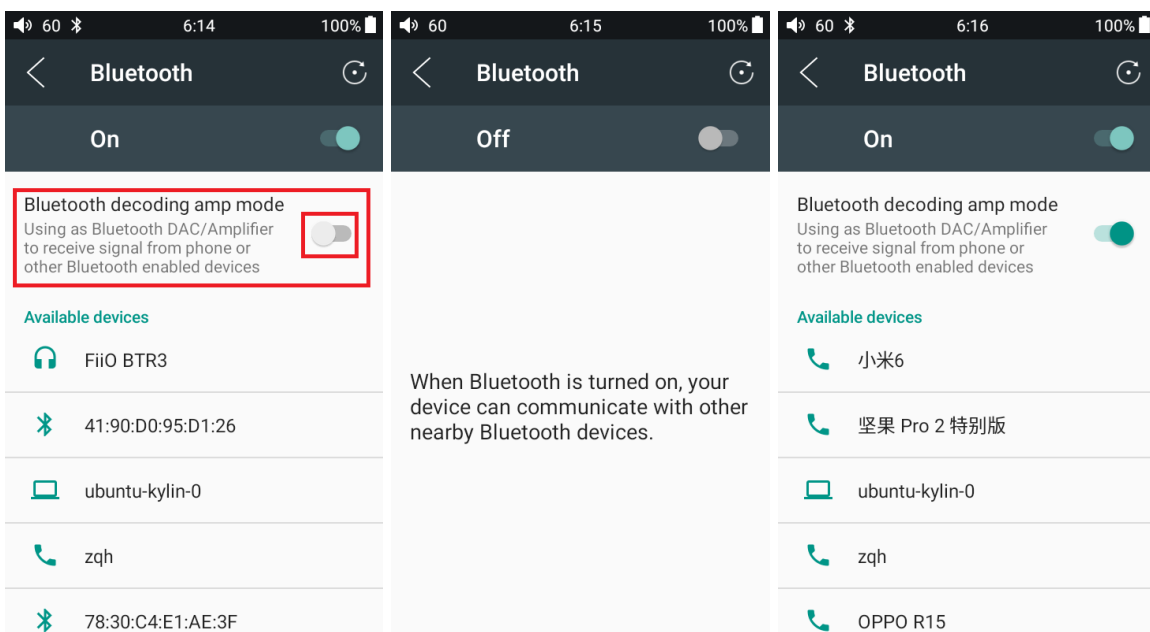 60 6:14 100%
Bluetooth
On
Bluetooth decoding amp mode
Using as Bluetooth DAC/Amplifier
to receive signal from phone or
other Bluetooth enabled devices
Available devices
FiiO BTR3
41:90:D0:95:D1:26
ubuntu-kylin-0
zqh
78:30:C4:E1:AE:3F
60 6:15 100%
Bluetooth
Off
When Bluetooth is turned on, your
device can communicate with other
nearby Bluetooth devices.
60 6:16 100%
Bluetooth
On
Bluetooth decoding amp mode
Using as Bluetooth DAC/Amplifier
to receive signal from phone or
other Bluetooth enabled devices
Available devices
小米6
坚果 Pro 2 特别版
ubuntu-kylin-0
zqh
OPPO R15